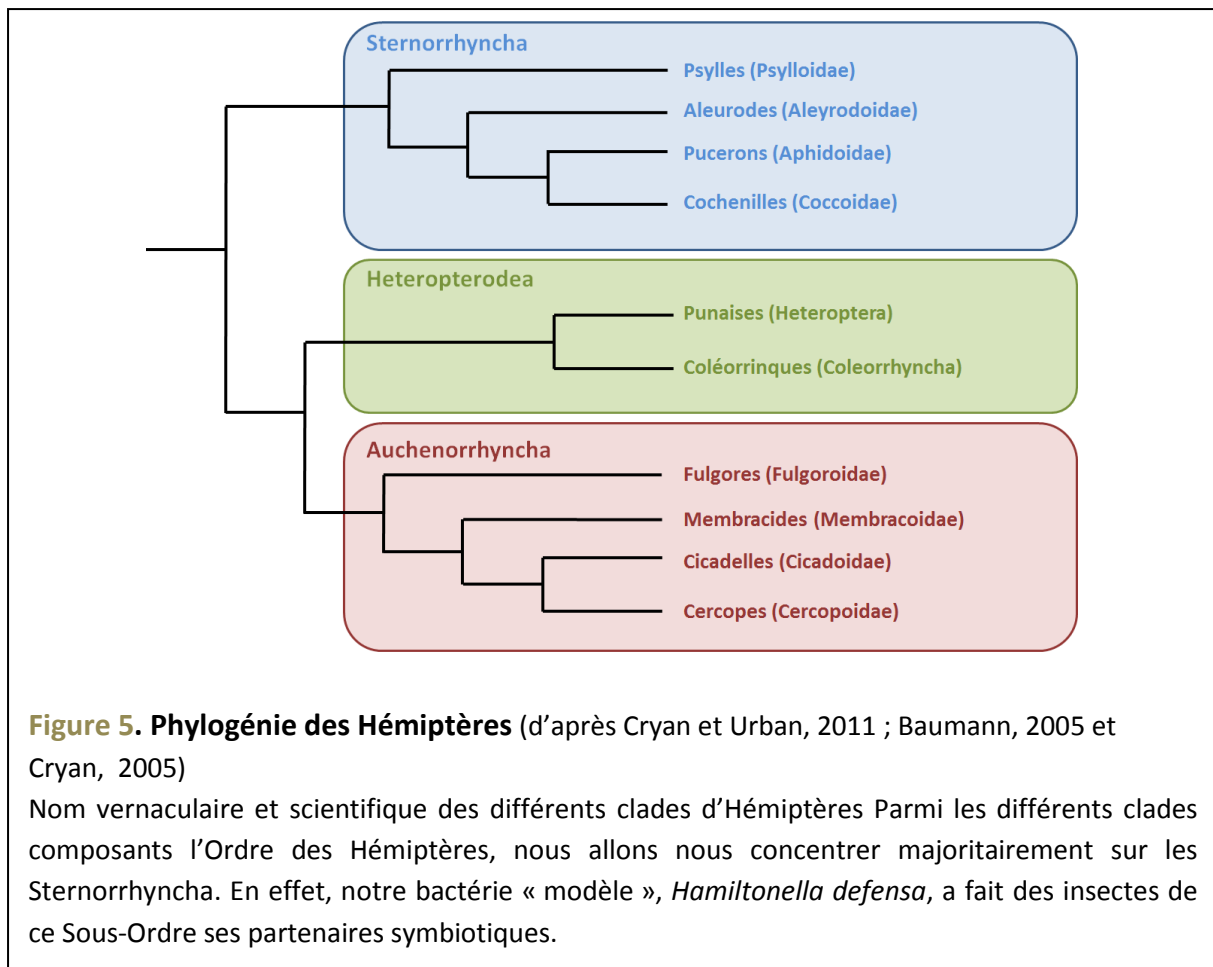 Sternorrhyncha
Psylles (Psylloidae)
Aleurodes (Aleyrodoidae)
Pucerons (Aphidoidae)
Cochenilles (Coccoidae)
Heteropterodea
Punaises (Heteroptera)
Coléorrinques (Coleorrhyncha)
Auchenorrhyncha
Fulgores (Fulgoroidae)
Membracides (Membracoidae)
Cicadelles (Cicadoidae)
Cercopes (Cercopoidae)
Figure 5. Phylogénie des Hémiptères (d’après Cryan et Urban, 2011 ; Baumann, 2005 et
Cryan, 2005)
Nom vernaculaire et scientifique des différents clades d’Hémiptères Parmi les différents clades
composants l’Ordre des Hémiptères, nous allons nous concentrer majoritairement sur les
Sternorrhyncha. En effet, notre bactérie « modèle », Hamiltonella defensa, a fait des insectes de
ce Sous-Ordre ses partenaires symbiotiques.